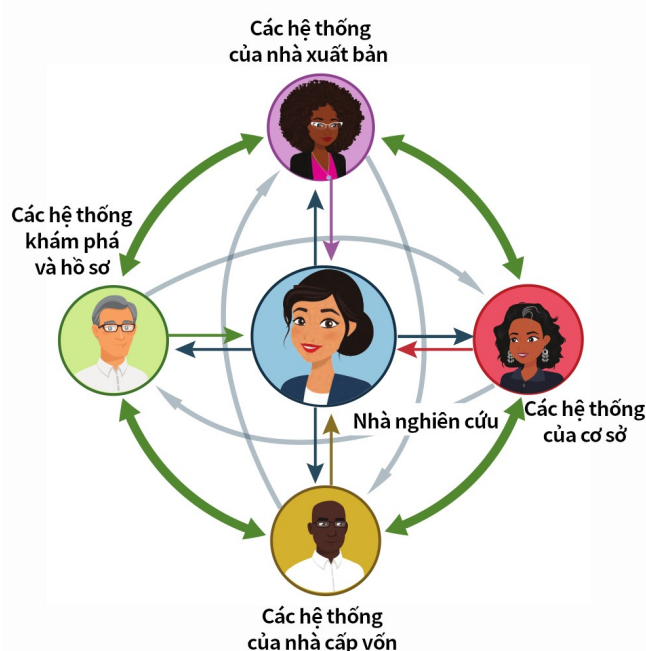 Các hệ thống
của nhà xuất bản
Các hệ thống
khám phá
và hồ sơ
Nhà nghiên cứu
Các hệ thống
của cơ sở
Các hệ thống
của nhà cấp vốn